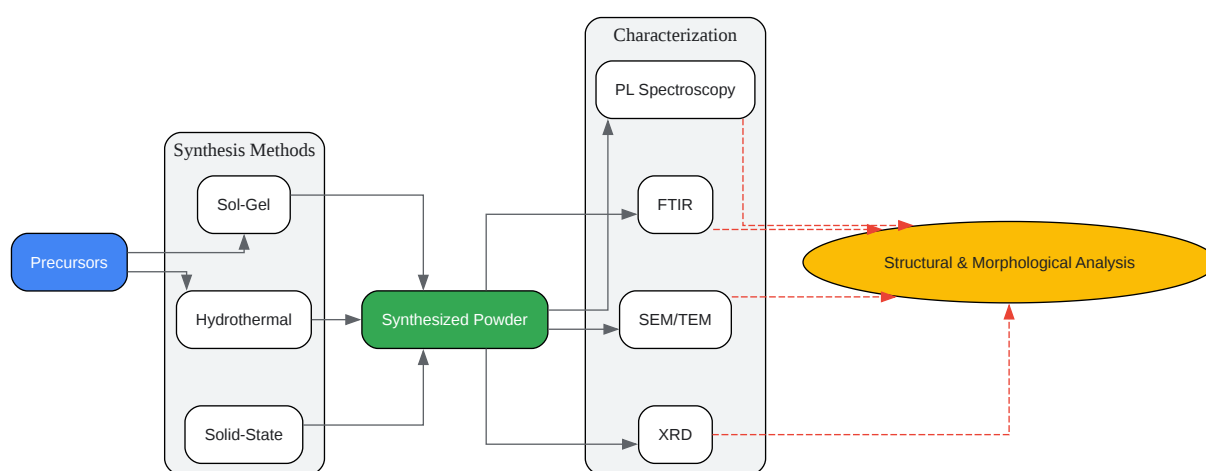 Characterization
PL Spectroscopy
Synthesis Methods
Sol-Gel
FTIR
Precursors
Structural & Morphological Analysis
Hydrothermal
Synthesized Powder
SEM/TEM
Solid-State
XRD